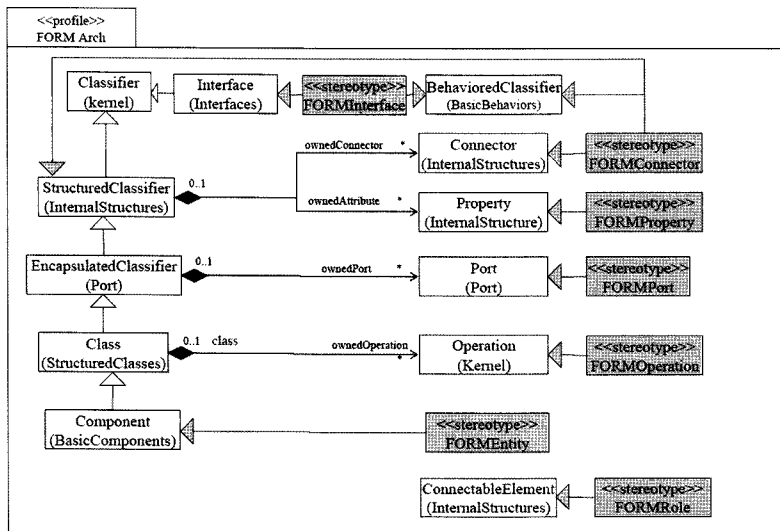 <<profile>>
FORM Arch
Classifier
(kernel)
Interface
(Interfaces)
<<stereotype>>
FORMInterface
BehavioredClassifier
(BasicBehaviors)
ownedConnector
*
Connector
(InternalStructures)
<<stereotype>>
FORMConnector
StructuredClassifier
(InternalStructures)
0..1
ownedAttribute
*
Property
(InternalStructure)
<<stereotype>>
FORMProperty
EncapsulatedClassifier
(Port)
0..1
ownedPort
*
Port
(Port)
<<stereotype>>
FORMPort
Class
(StructuredClasses)
0..1
class
ownedOperation
*
Operation
(Kernel)
<<stereotype>>
FORMOperation
Component
(BasicComponents)
<<stereotype>>
FORMEntity
ConnectableElement
(InternalStructures)
<<stereotype>>
FORMRole